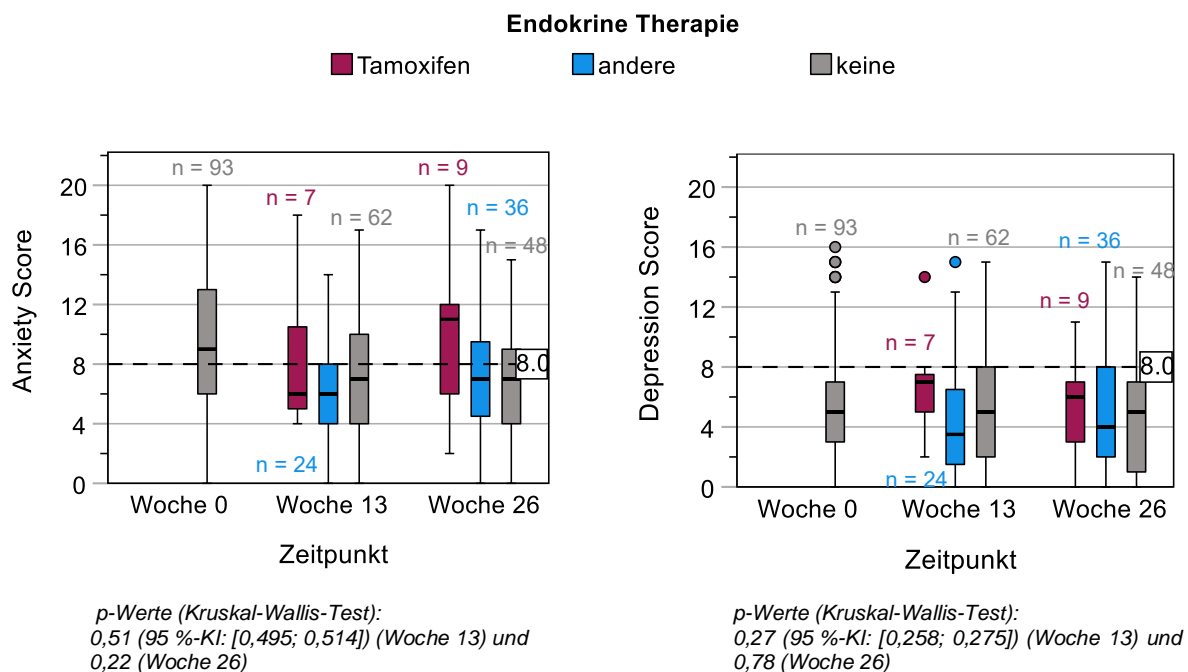 Endokrine Therapie
Tamoxifen andere keine
Anxiety Score
20
16
12
8
4
0
n = 93
n = 7
n = 24
n = 62
n = 9
n = 36
n = 48
8.0
Woche 0 Woche 13 Woche 26
Zeitpunkt
p-Werte (Kruskal-Wallis-Test):
0,51 (95 %-KI: [0,495; 0,514]) (Woche 13) und
0,22 (Woche 26)
Depression Score
20
16
12
8
4
0
n = 93
n = 7
n = 24
n = 62
n = 9
n = 36
n = 48
8.0
Woche 0 Woche 13 Woche 26
Zeitpunkt
p-Werte (Kruskal-Wallis-Test):
0,27 (95 %-KI: [0,258; 0,275]) (Woche 13) und
0,78 (Woche 26)